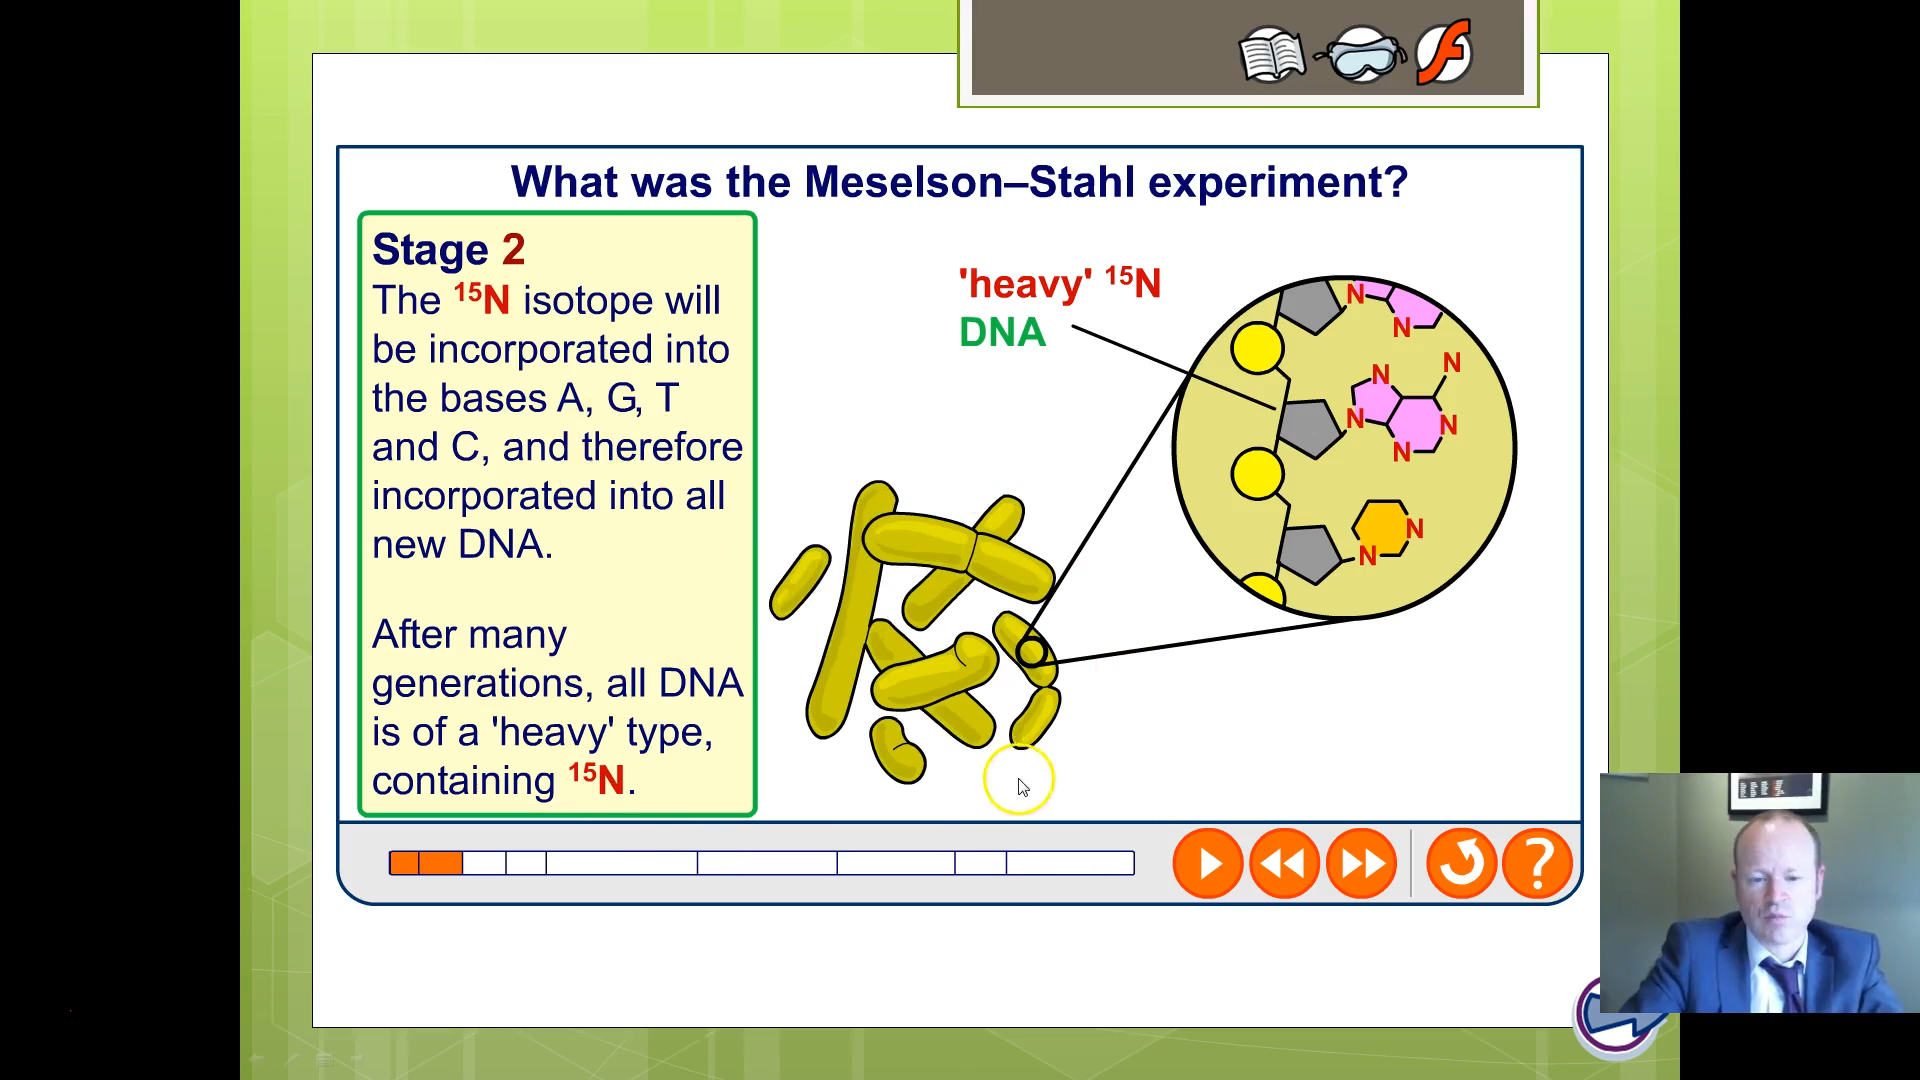 What was the Meselson–Stahl experiment?
Stage 2
The ¹⁵N isotope will
be incorporated into
the bases A, G, T
and C, and therefore
incorporated into all
new DNA.
After many
generations, all DNA
is of a 'heavy' type,
containing ¹⁵N.
'heavy' ¹⁵N
DNA
N
N
N
N
N
N
N
N
N
?